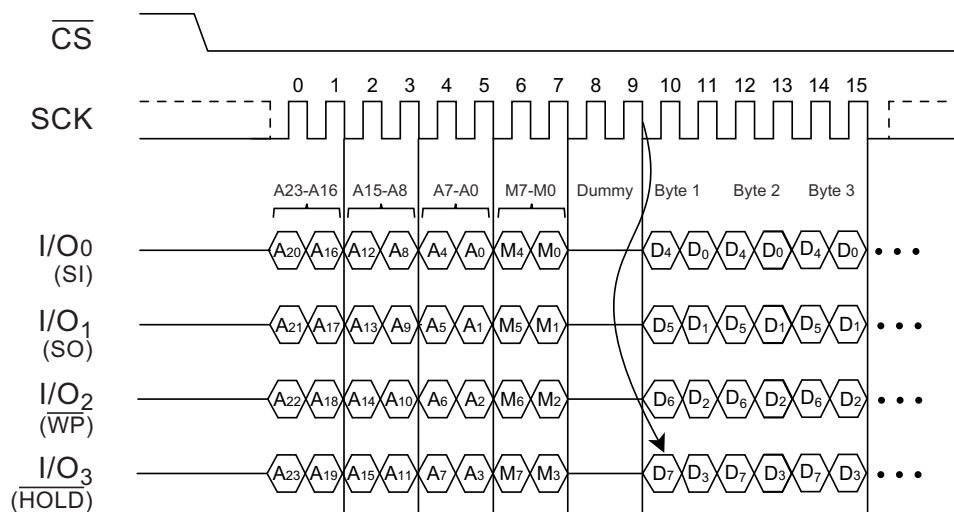 CS
0 1 2 3 4 5 6 7 8 9 10 11 12 13 14 15
SCK
A23-A16 A15-A8 A7-A0 M7-M0 Dummy Byte 1 Byte 2 Byte 3
I/O0 A20 A16 A12 A8 A4 A0 M4 M0 D4 D0 D4 D0 D4 D0 • • •
(SI)
I/O1 A21 A17 A13 A9 A5 A1 M5 M1 D5 D1 D5 D1 D5 D1 • • •
(SO)
I/O2 A22 A18 A14 A10 A6 A2 M6 M2 D6 D2 D6 D2 D6 D2 • • •
(WP)
I/O3 A23 A19 A15 A11 A7 A3 M7 M3 D7 D3 D7 D3 D7 D3 • • •
(HOLD)